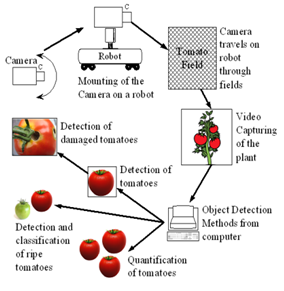 C
Camera
C
Robot
Mounting of the
Camera on a robot
Tomato
Field
Camera
travels on
robot
through
fields
Video
Capturing
of the
plant
Object Detection
Methods from
computer
Detection of
damaged tomatoes
Detection of
tomatoes
Detection and
classification
of ripe
tomatoes
Quantification
of tomatoes